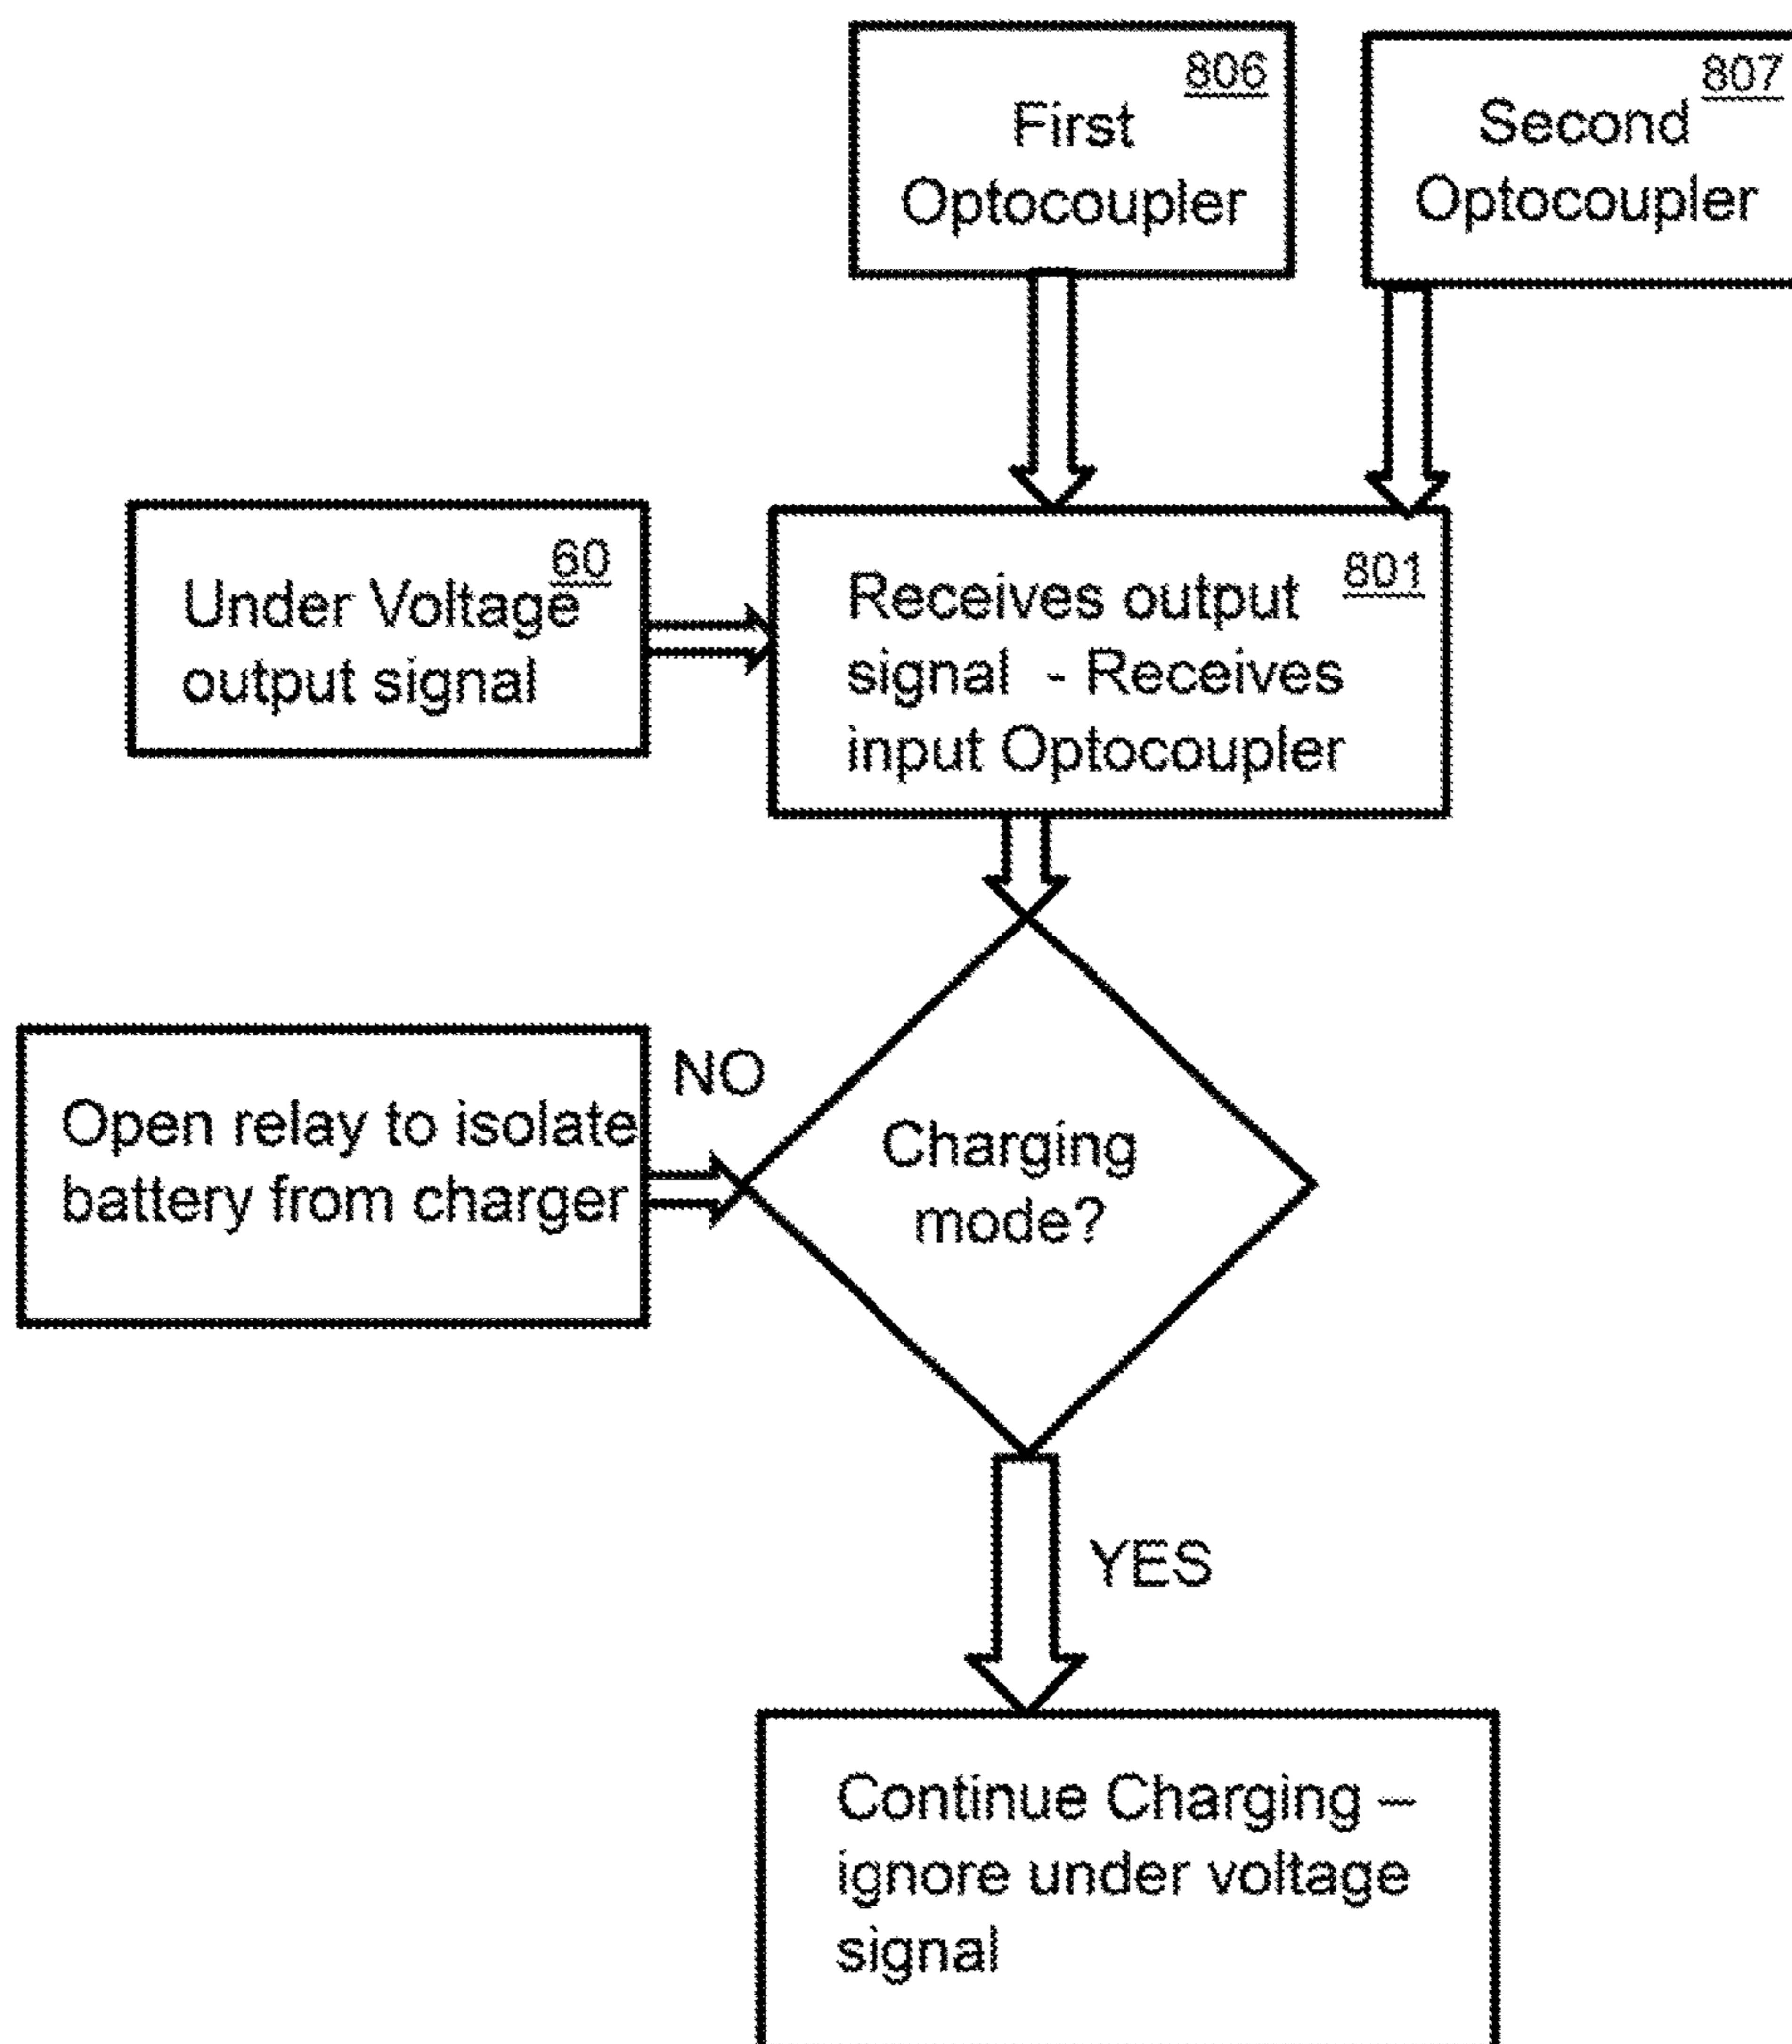 806
First
Optocoupler
807
Second
Optocoupler
60
Under Voltage
output signal
801
Receives output
signal - Receives
input Optocoupler
NO
Open relay to isolate
battery from charger
Charging
mode?
YES
Continue Charging –
ignore under voltage
signal